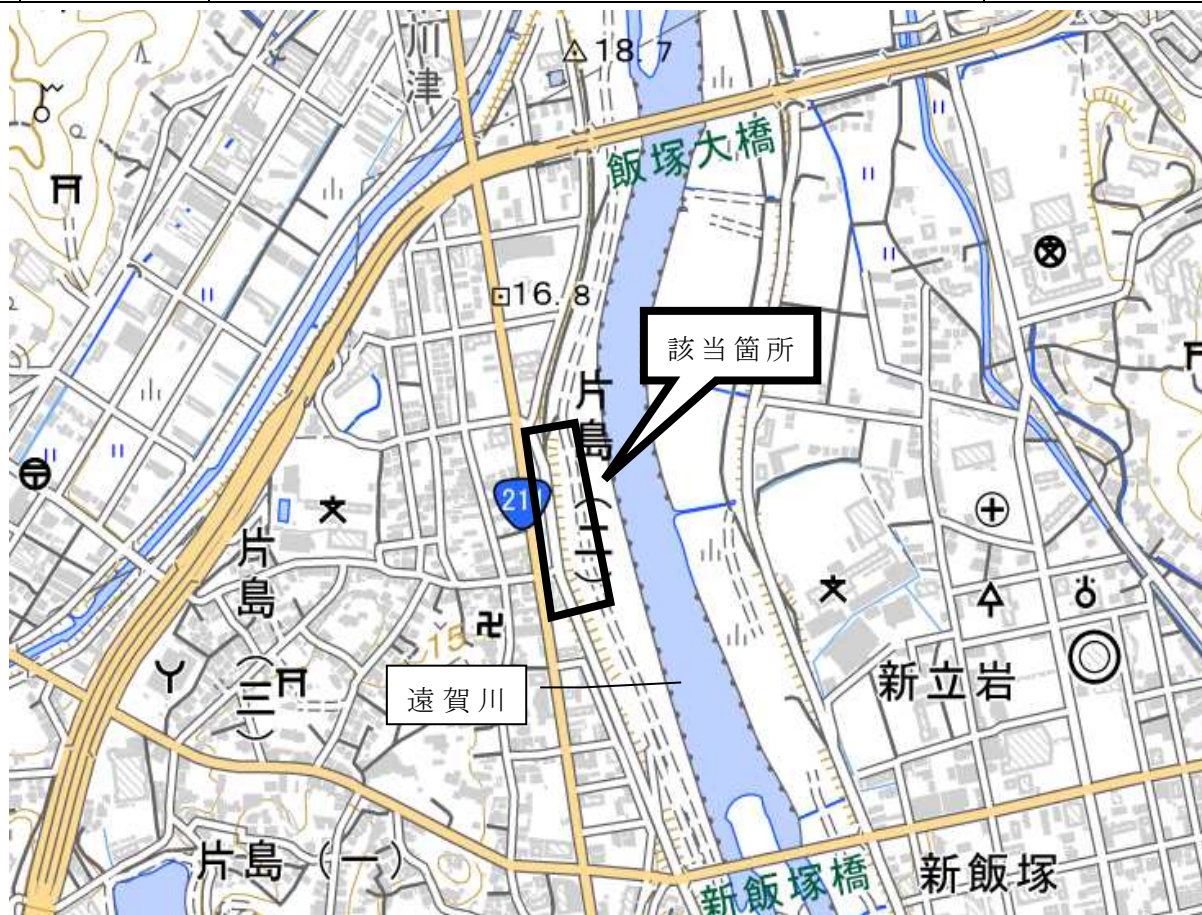 川津
18.7
飯塚大橋
16.8
該当箇所
片島(二)
片島(三)
15
遠賀川
新立岩
片島(一)
新飯塚橋
新飯塚